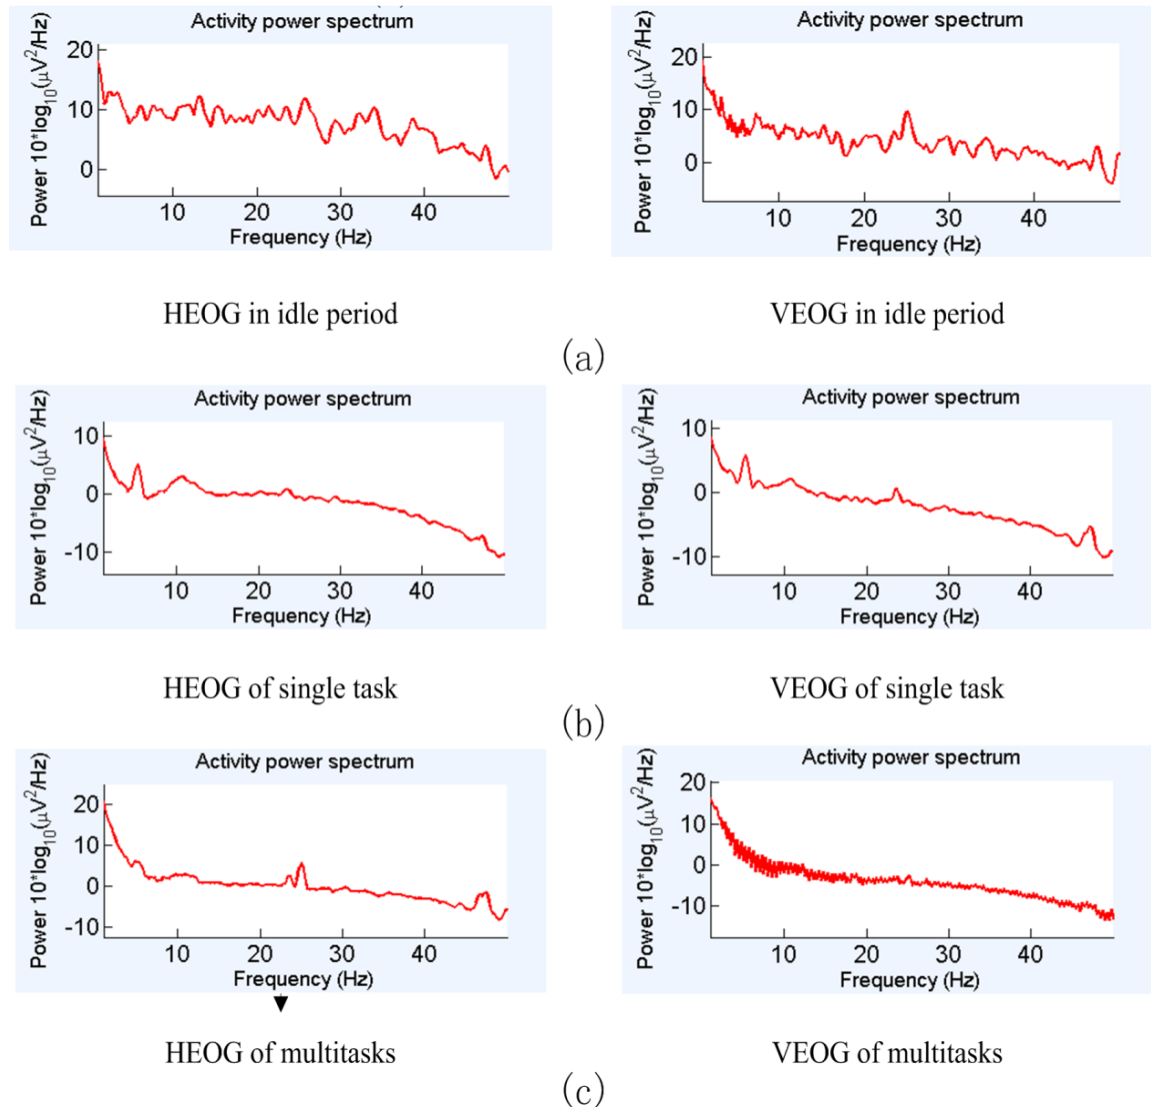 Activity power spectrum
Power 10*log10(μV2/Hz)
20
10
0
10 20 30 40
Frequency (Hz)
HEOG in idle period
Activity power spectrum
Power 10*log10(μV2/Hz)
20
10
0
10 20 30 40
Frequency (Hz)
VEOG in idle period
(a)
Activity power spectrum
Power 10*log10(μV2/Hz)
10
0
-10
10 20 30 40
Frequency (Hz)
HEOG of single task
Activity power spectrum
Power 10*log10(μV2/Hz)
10
0
-10
10 20 30 40
Frequency (Hz)
VEOG of single task
(b)
Activity power spectrum
Power 10*log10(μV2/Hz)
20
10
0
-10
10 20 30 40
Frequency (Hz)
HEOG of multitasks
Activity power spectrum
Power 10*log10(μV2/Hz)
20
10
0
-10
10 20 30 40
Frequency (Hz)
VEOG of multitasks
(c)